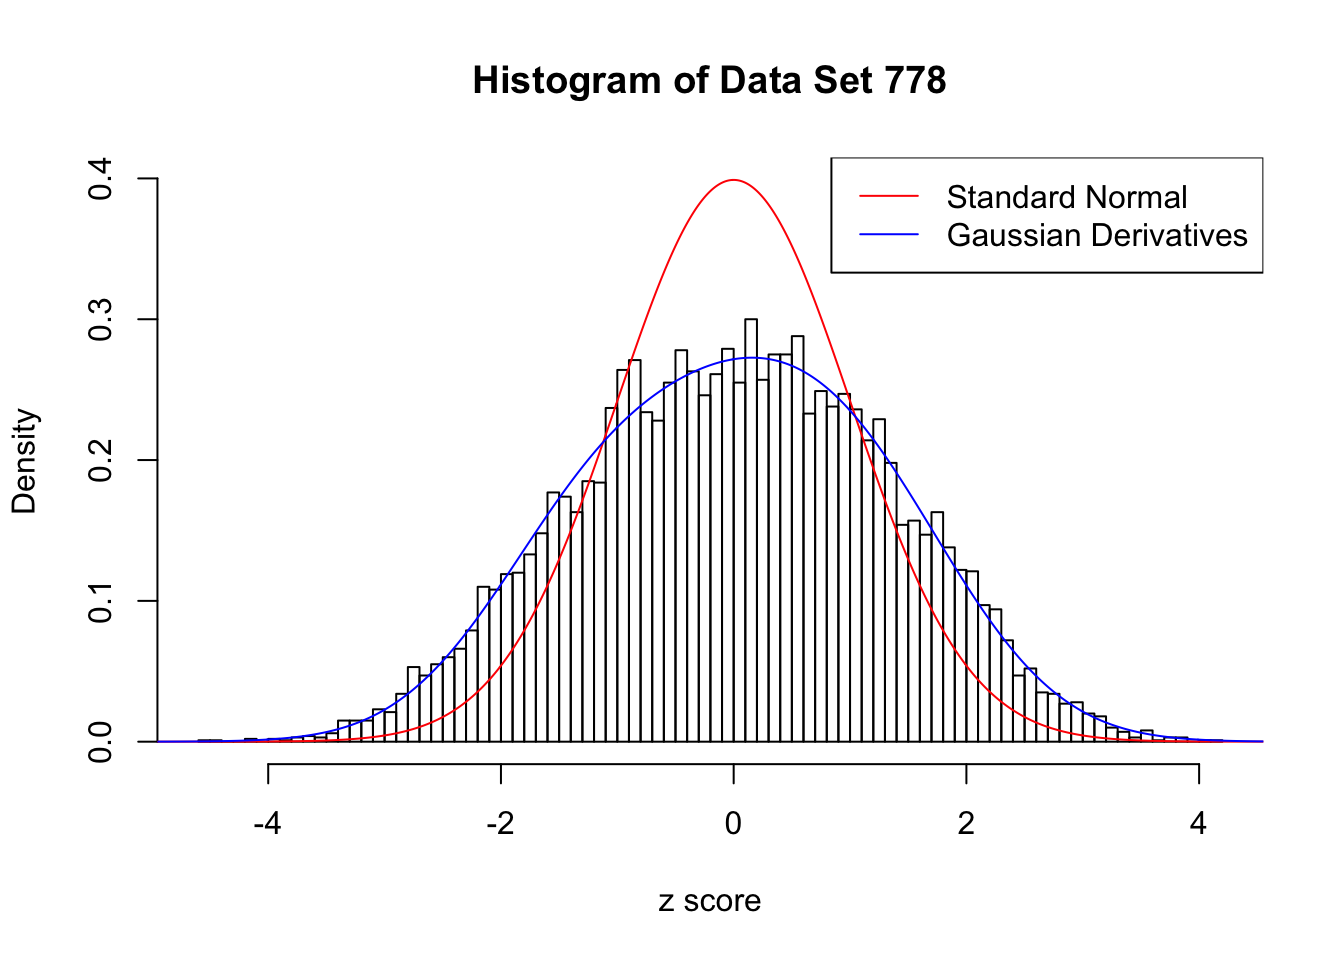 Histogram of Data Set 778
Standard Normal
Gaussian Derivatives
Density
0.4
0.3
0.2
0.1
0.0
-4 -2 0 2 4
z score